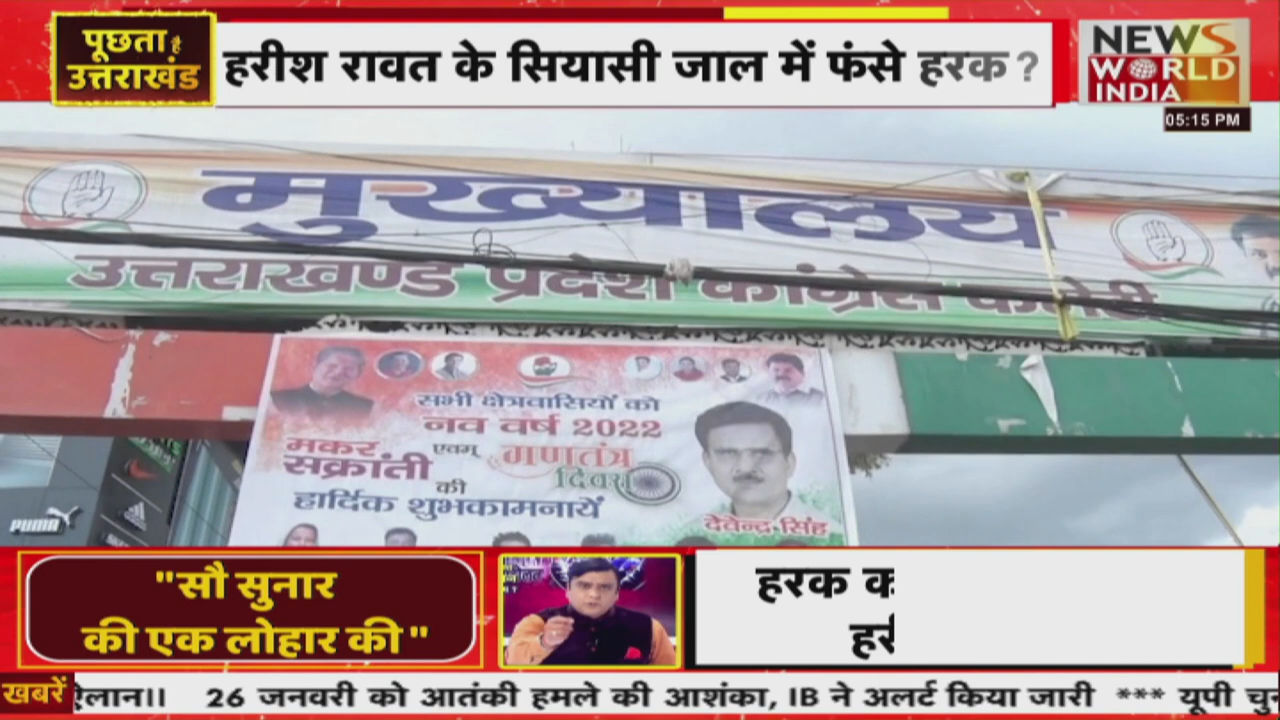 पूछता है
उत्तराखंड
हरीश रावत के सियासी जाल में फंसे हरक ?
NEWS
WORLD
INDIA
05:15 PM
मुख्यालय
उत्तराखण्ड प्रदेश कांग्रेस कमेटी
सभी क्षेत्रवासियों को
नव वर्ष 2022
मकर
सक्रांती
एवम्
गणतंत्र
दिवस
की
हार्दिक शुभकामनायें
देवेन्द्र सिंह
PUMA
"सौ सुनार
की एक लोहार की"
हरक
खबरें
ऐलान।। 26 जनवरी को आतंकी हमले की आशंका, IB ने अलर्ट किया जारी *** यूपी